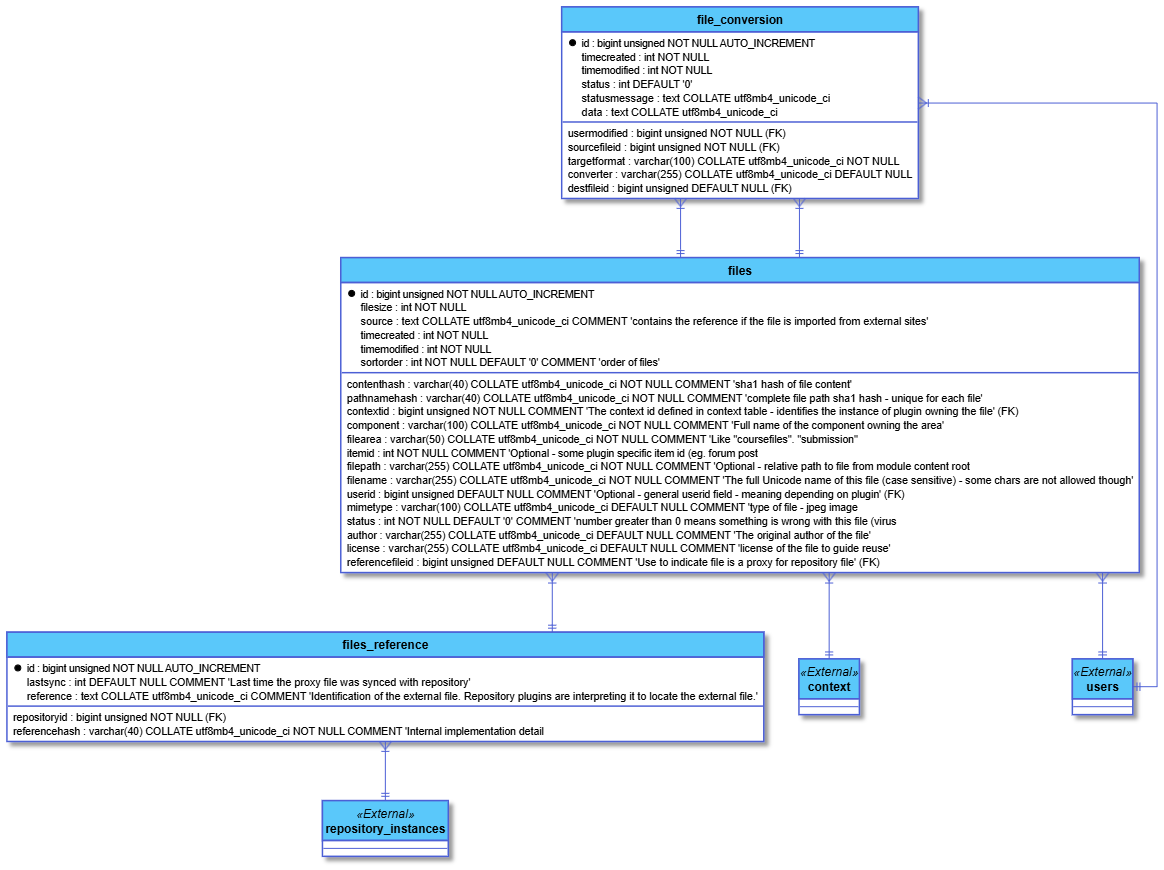 file_conversion
id : bigint unsigned NOT NULL AUTO_INCREMENT
timecreated : int NOT NULL
timemodified : int NOT NULL
status : int DEFAULT '0'
statusmessage : text COLLATE utf8mb4_unicode_ci
data : text COLLATE utf8mb4_unicode_ci
usermodified : bigint unsigned NOT NULL (FK)
sourcefileid : bigint unsigned NOT NULL (FK)
targetformat : varchar(100) COLLATE utf8mb4_unicode_ci NOT NULL
converter : varchar(255) COLLATE utf8mb4_unicode_ci DEFAULT NULL
destfileid : bigint unsigned DEFAULT NULL (FK)
files
id : bigint unsigned NOT NULL AUTO_INCREMENT
filesize : int NOT NULL
source : text COLLATE utf8mb4_unicode_ci COMMENT 'contains the reference if the file is imported from external sites'
timecreated : int NOT NULL
timemodified : int NOT NULL
sortorder : int NOT NULL DEFAULT '0' COMMENT 'order of files'
contenthash : varchar(40) COLLATE utf8mb4_unicode_ci NOT NULL COMMENT 'sha1 hash of file content'
pathnamehash : varchar(40) COLLATE utf8mb4_unicode_ci NOT NULL COMMENT 'complete file path sha1 hash - unique for each file'
contextid : bigint unsigned NOT NULL COMMENT 'The context id defined in context table - identifies the instance of plugin owning the file' (FK)
component : varchar(100) COLLATE utf8mb4_unicode_ci NOT NULL COMMENT 'Full name of the component owning the area'
filearea : varchar(50) COLLATE utf8mb4_unicode_ci NOT NULL COMMENT 'Like "coursefiles". "submission"
itemid : int NOT NULL COMMENT 'Optional - some plugin specific item id (eg. forum post
filepath : varchar(255) COLLATE utf8mb4_unicode_ci NOT NULL COMMENT 'Optional - relative path to file from module content root
filename : varchar(255) COLLATE utf8mb4_unicode_ci NOT NULL COMMENT 'The full Unicode name of this file (case sensitive) - some chars are not allowed though'
userid : bigint unsigned DEFAULT NULL COMMENT 'Optional - general userid field - meaning depending on plugin' (FK)
mimetype : varchar(100) COLLATE utf8mb4_unicode_ci DEFAULT NULL COMMENT 'type of file - jpeg image
status : int NOT NULL DEFAULT '0' COMMENT 'number greater than 0 means something is wrong with this file (virus
author : varchar(255) COLLATE utf8mb4_unicode_ci DEFAULT NULL COMMENT 'The original author of the file'
license : varchar(255) COLLATE utf8mb4_unicode_ci DEFAULT NULL COMMENT 'license of the file to guide reuse'
referencefileid : bigint unsigned DEFAULT NULL COMMENT 'Use to indicate file is a proxy for repository file' (FK)
files_reference
id : bigint unsigned NOT NULL AUTO_INCREMENT
lastsync : int DEFAULT NULL COMMENT 'Last time the proxy file was synced with repository'
reference : text COLLATE utf8mb4_unicode_ci COMMENT 'Identification of the external file. Repository plugins are interpreting it to locate the external file.'
repositoryid : bigint unsigned NOT NULL (FK)
referencehash : varchar(40) COLLATE utf8mb4_unicode_ci NOT NULL COMMENT 'Internal implementation detail
«External»
context
«External»
users
«External»
repository_instances